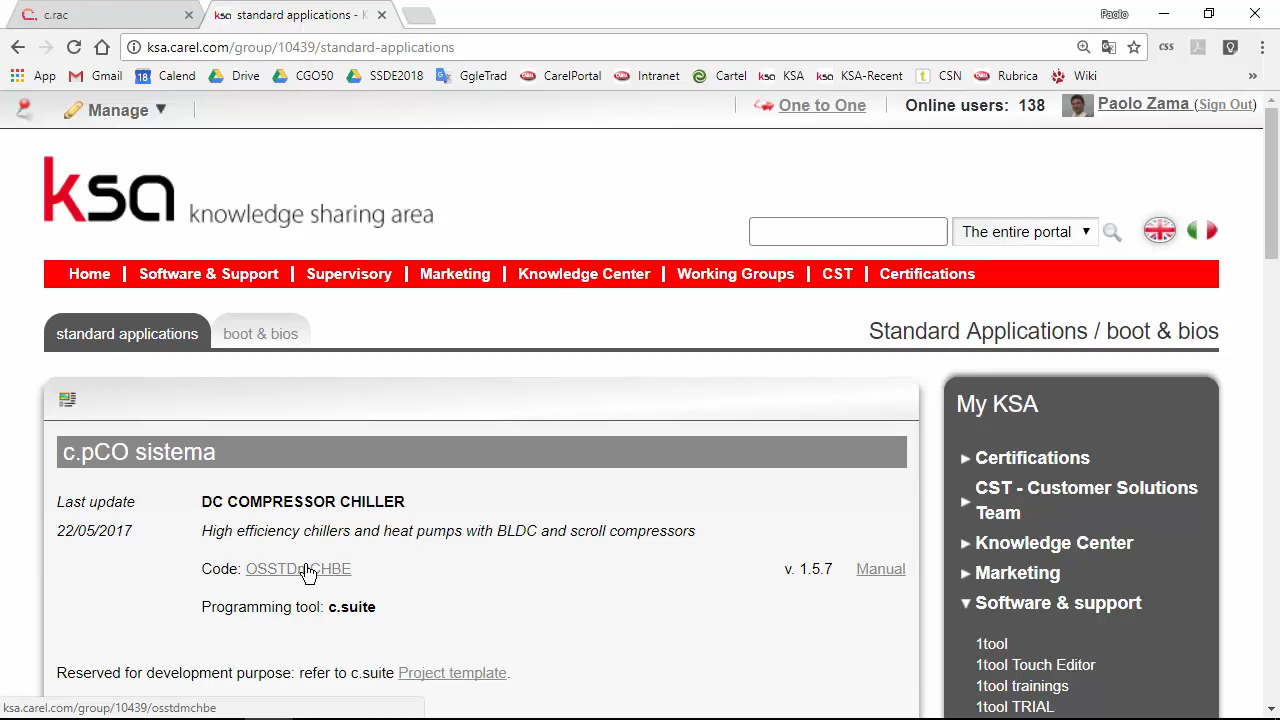 c.rac
ksa standard applications - K
Paolo
ksa.carel.com/group/10439/standard-applications
css
App
Gmail
18 Calend
Drive
CGO50
SSDE2018
GgleTrad
CarelPortal
Intranet
Cartel
ksa KSA
ksa KSA-Recent
t CSN
Rubrica
Wiki
»
Manage ▼
One to One
Online users: 138
Paolo Zama (Sign Out)
ksa knowledge sharing area
The entire portal ▼
Home | Software & Support | Supervisory | Marketing | Knowledge Center | Working Groups | CST | Certifications
standard applications
boot & bios
Standard Applications / boot & bios
c.pCO sistema
Last update
DC COMPRESSOR CHILLER
22/05/2017
High efficiency chillers and heat pumps with BLDC and scroll compressors
Code: OSSTDmCHBE
v. 1.5.7
Manual
Programming tool: c.suite
Reserved for development purpose: refer to c.suite Project template.
My KSA
Certifications
CST - Customer Solutions
Team
Knowledge Center
Marketing
Software & support
1tool
1tool Touch Editor
1tool trainings
1tool TRIAL
ksa.carel.com/group/10439/osstdmchbe